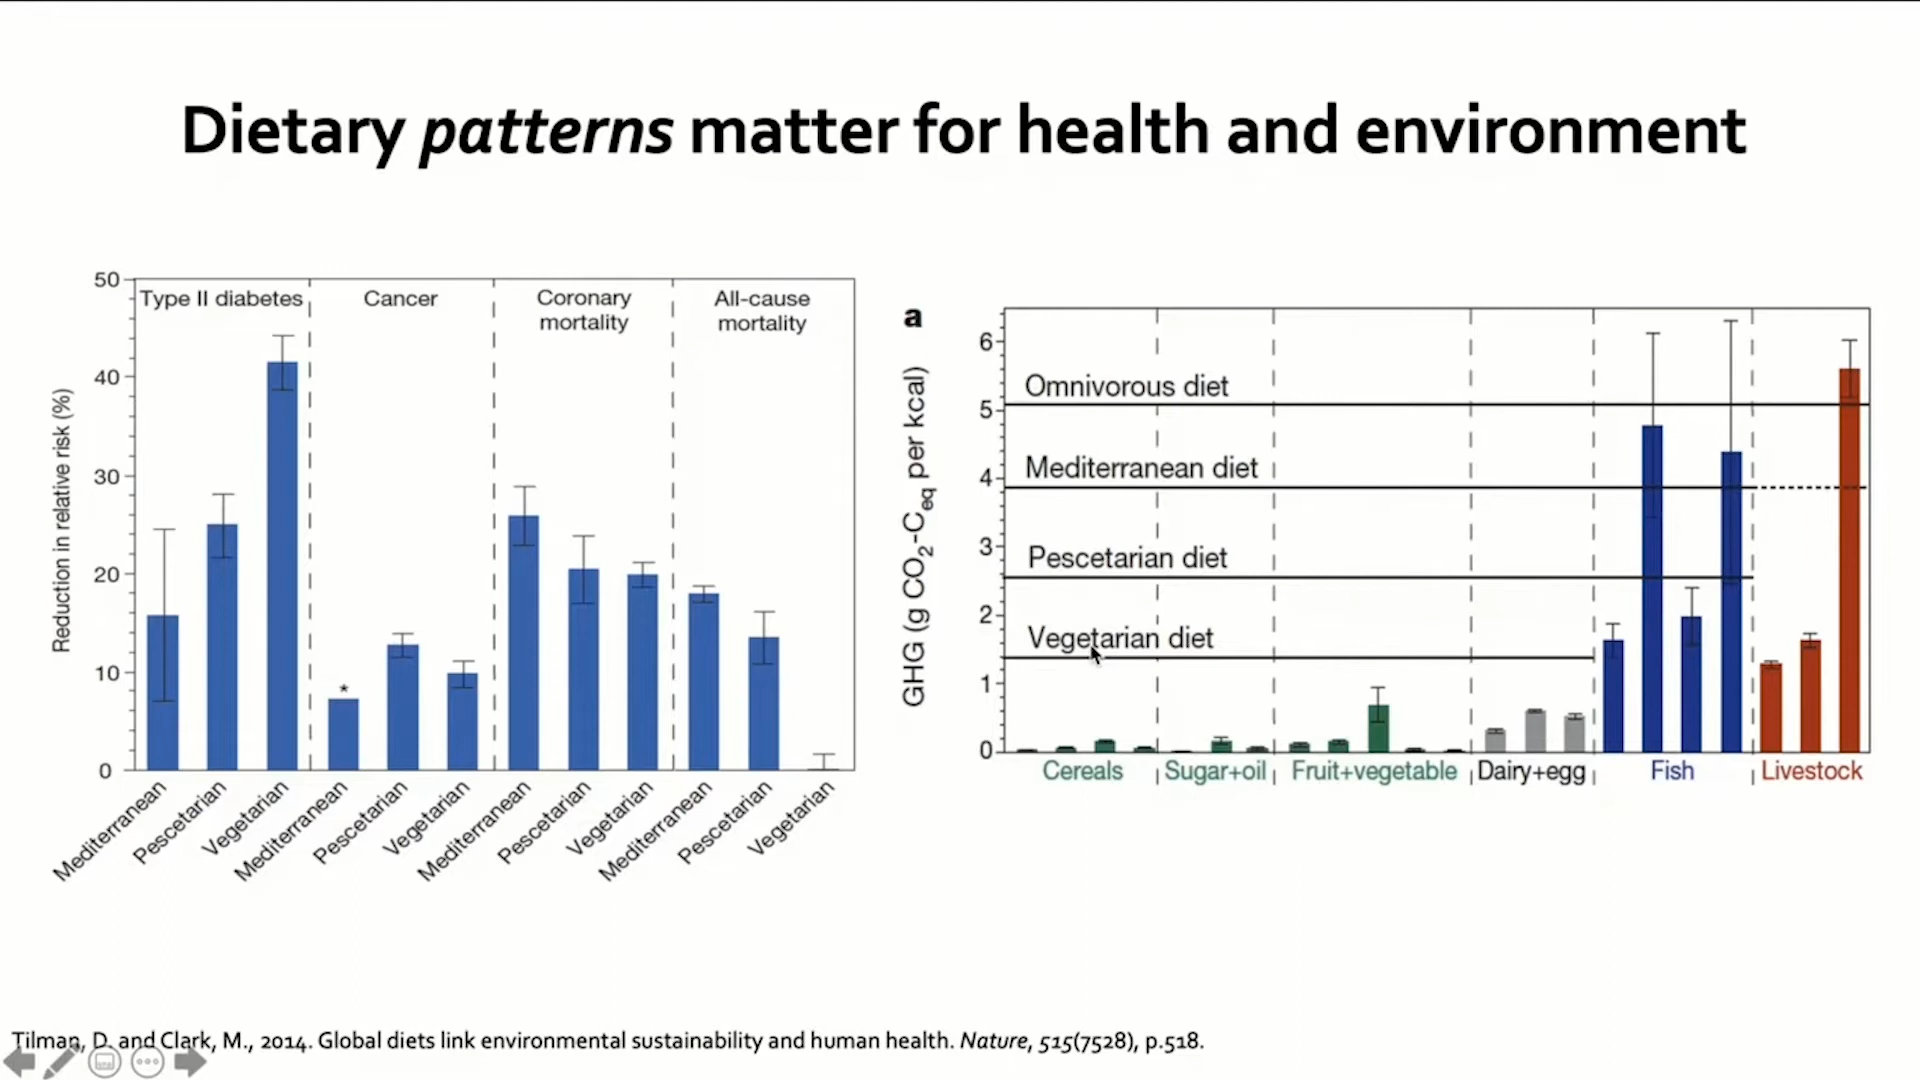 Dietary patterns matter for health and environment
50
40
30
20
10
0
Reduction in relative risk (%)
Type II diabetes
Cancer
Coronary
mortality
All-cause
mortality
*
Mediterranean
Pescetarian
Vegetarian
Mediterranean
Pescetarian
Vegetarian
Mediterranean
Pescetarian
Vegetarian
Mediterranean
Pescetarian
Vegetarian
a
GHG (g CO2-Ceq per kcal)
6
5
4
3
2
1
0
Omnivorous diet
Mediterranean diet
Pescetarian diet
Vegetarian diet
Cereals
Sugar+oil
Fruit+vegetable
Dairy+egg
Fish
Livestock
Tilman, D. and Clark, M., 2014. Global diets link environmental sustainability and human health. Nature, 515(7528), p.518.